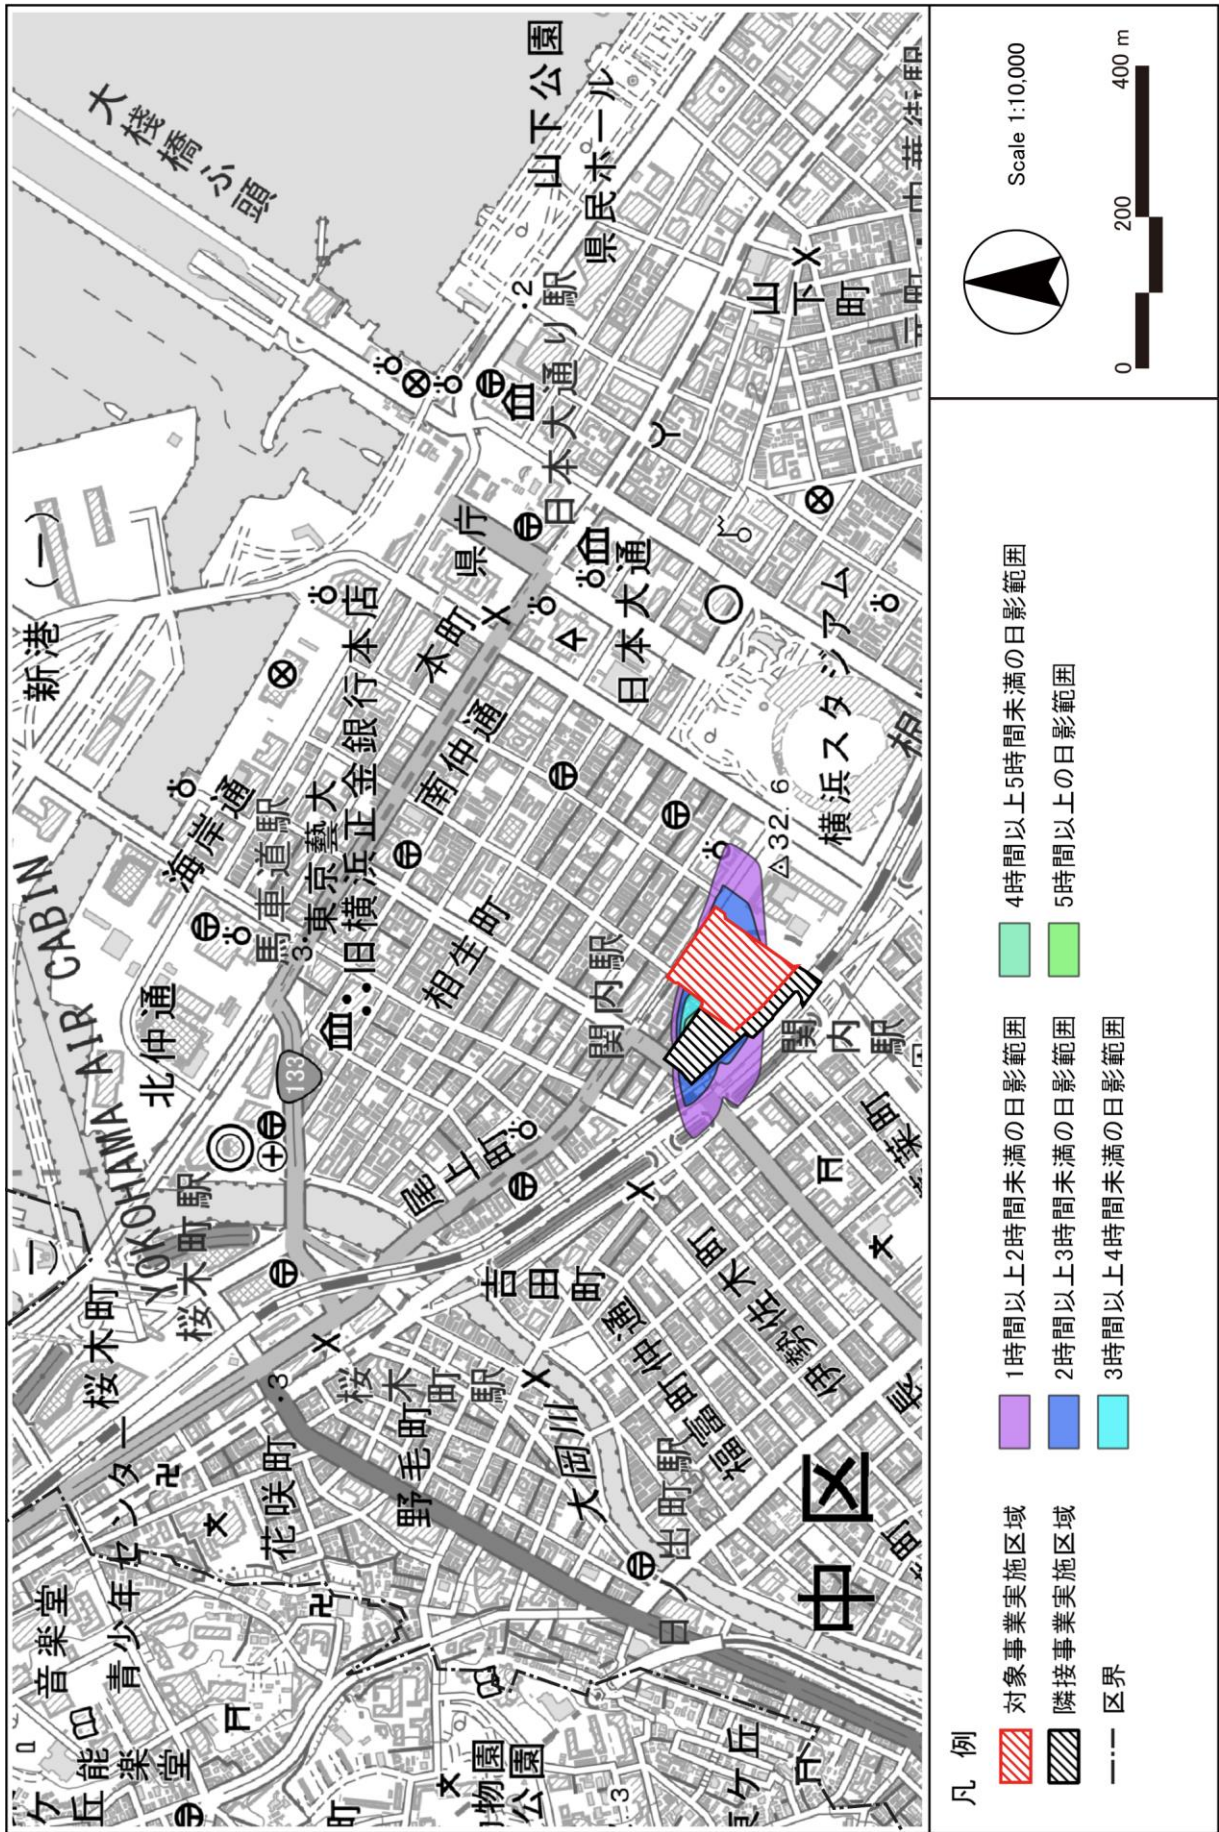 大桟橋ふ頭
山下公園
県民ホール
新港（一）
日本大通り駅
・2
山下町
県庁
本町
日本大通
横浜スタジアム
△32.6
海岸通
馬車道駅
東京藝大
旧横浜正金銀行本店
南仲通
YOKOHAMA AIR CABIN
北仲通
・3
相生町
関内駅
関内駅
133
尾上町
桜木町駅
桜木町
吉田町
桜木町駅
福富町仲通
伊勢佐木町
大岡川
野毛町
花咲町
日ノ出町駅
中区
音楽堂
青少年センター
能楽堂
・3
Scale 1:10,000
0
200
400 m
凡 例
対象事業実施区域
隣接事業実施区域
区界
1時間以上2時間未満の日影範囲
2時間以上3時間未満の日影範囲
3時間以上4時間未満の日影範囲
4時間以上5時間未満の日影範囲
5時間以上の日影範囲